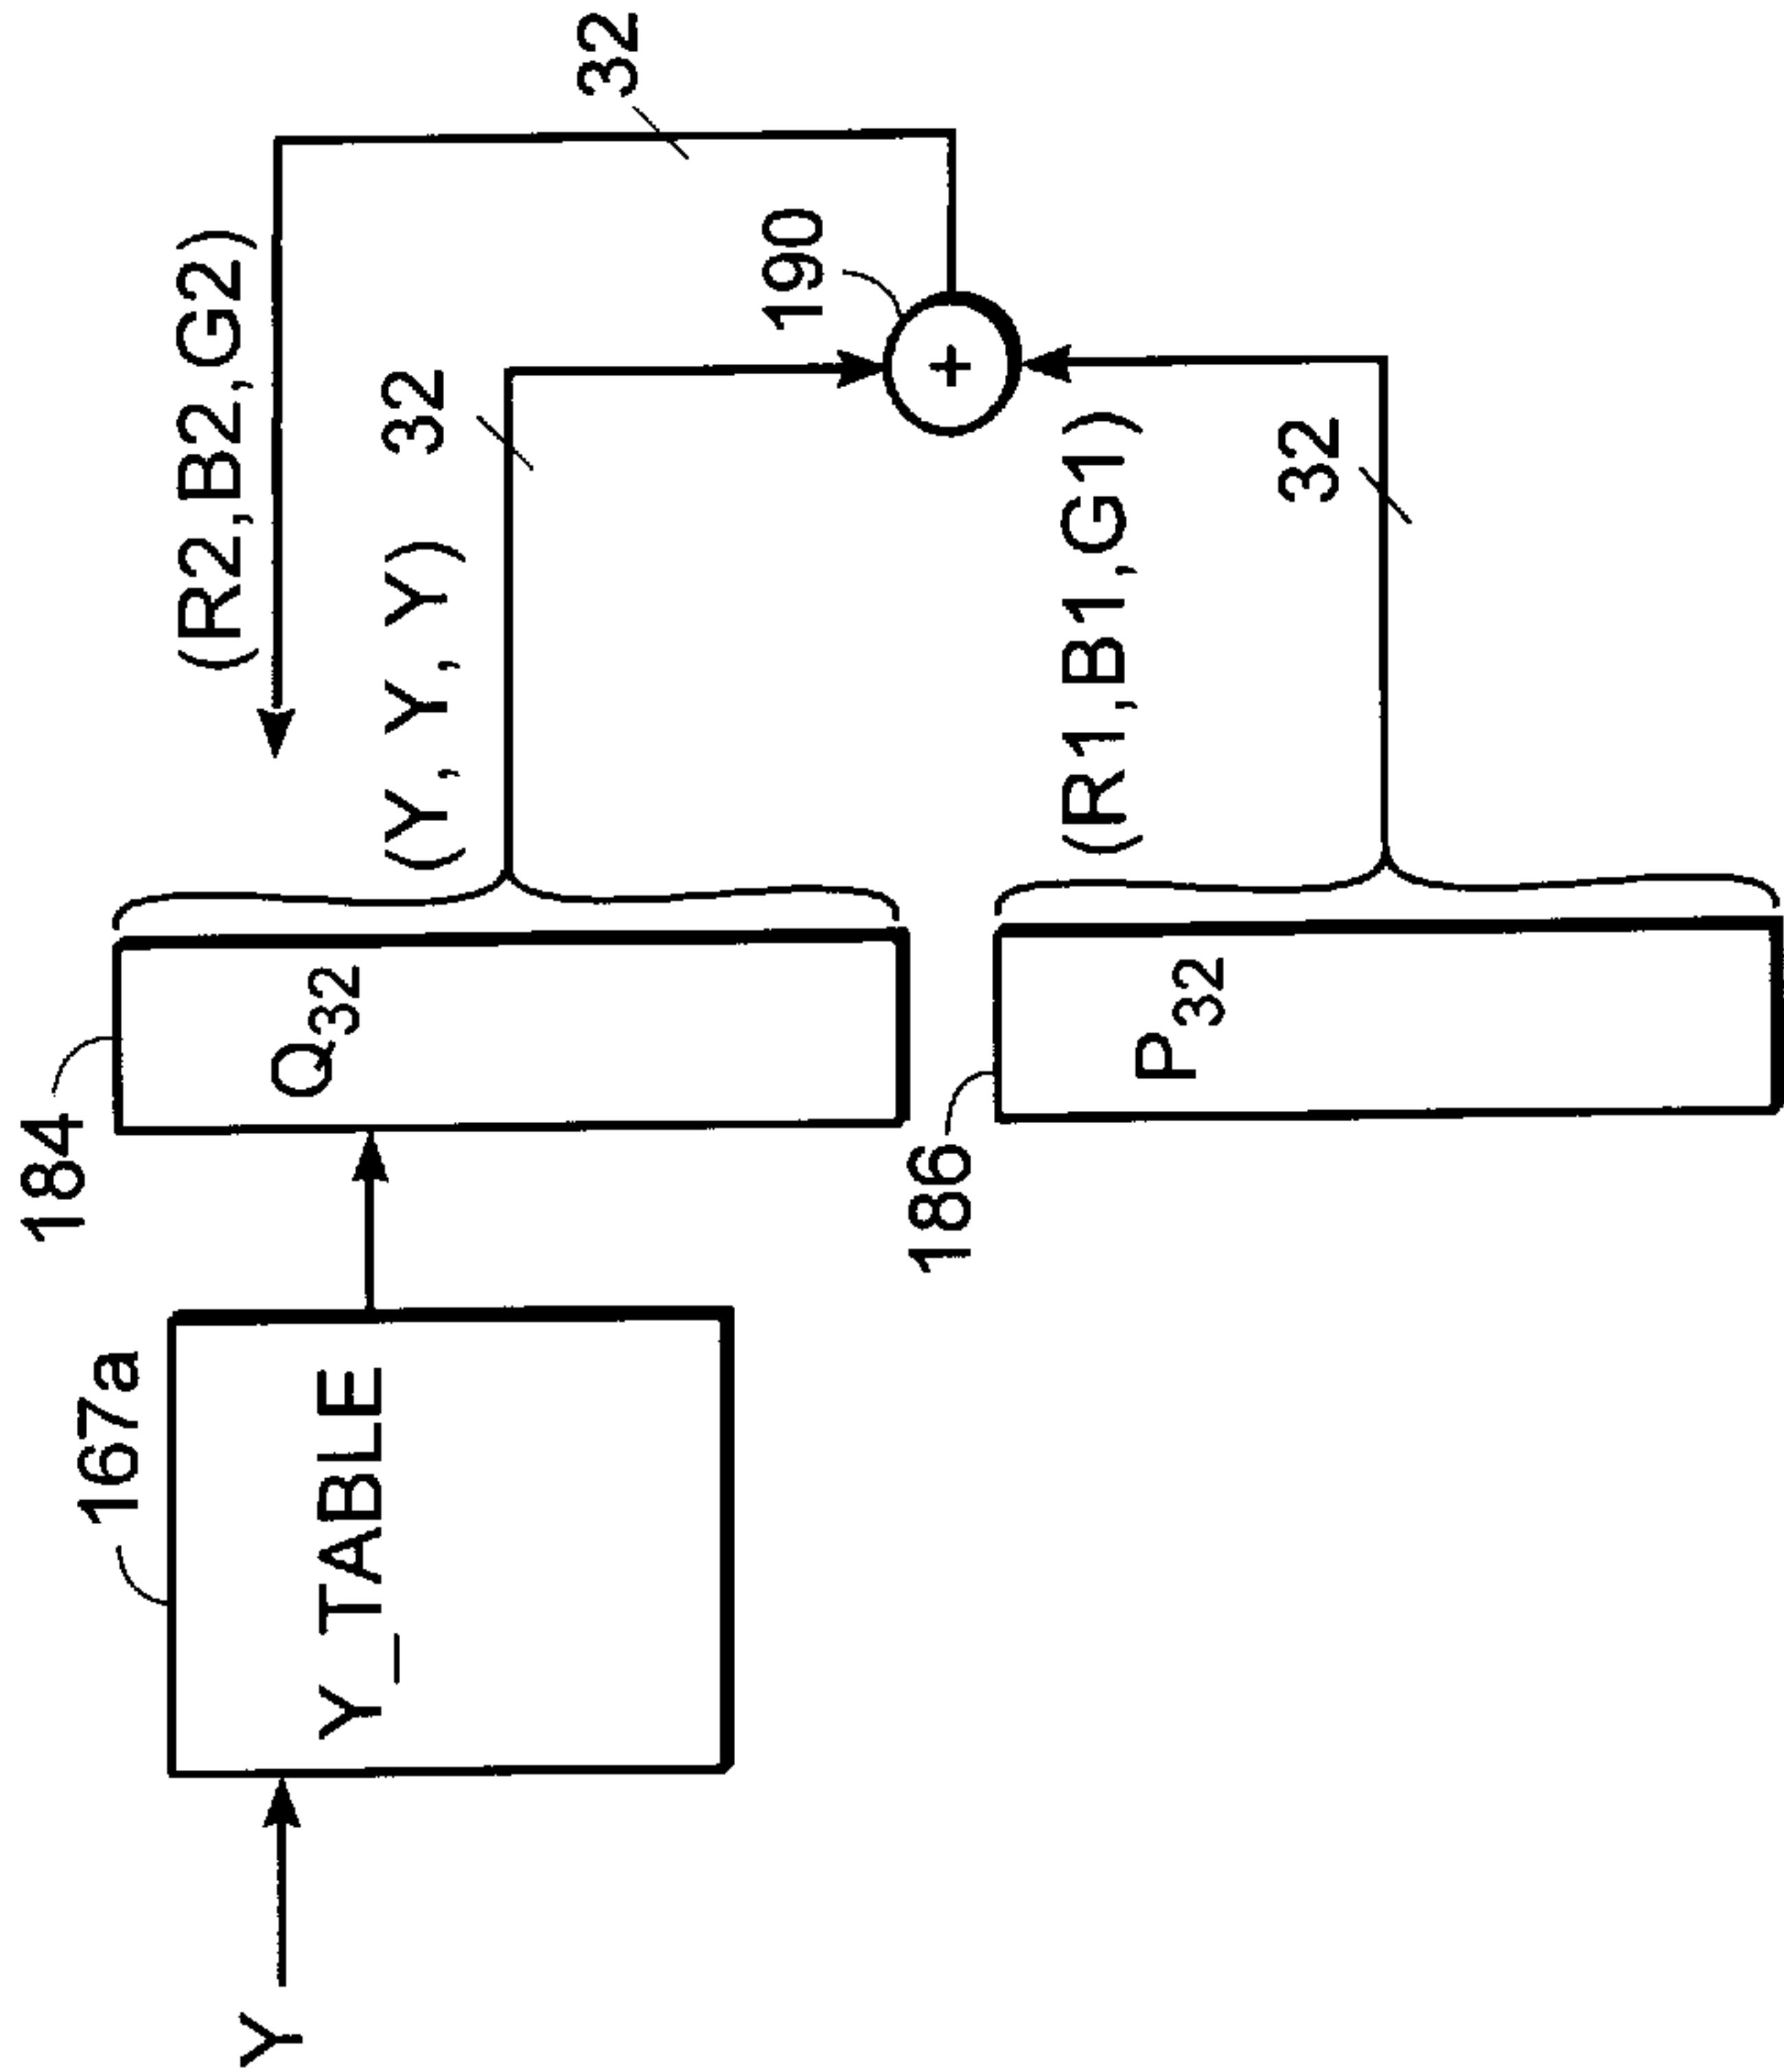 184
167a
(R2,B2,G2)
Y
Q32
Y_TABLE
(Y,Y,Y) 32
32
190
186
(R1,B1,G1)
P32
32